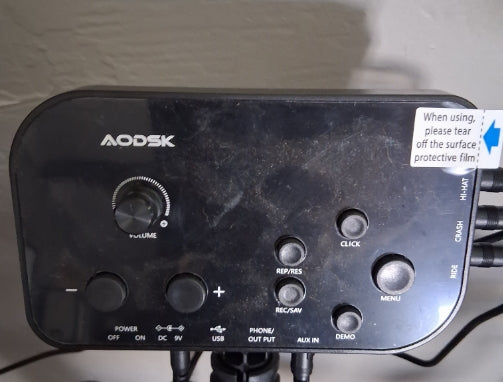 AODSK
When using,
please tear
off the surface
protective film
HI-HAT
CRASH
RIDE
VOLUME
CLICK
REP/RES
MENU
REC/SAV
DEMO
− +
POWER
OFF ON
DC 9V
USB
PHONE/
OUT PUT
AUX IN